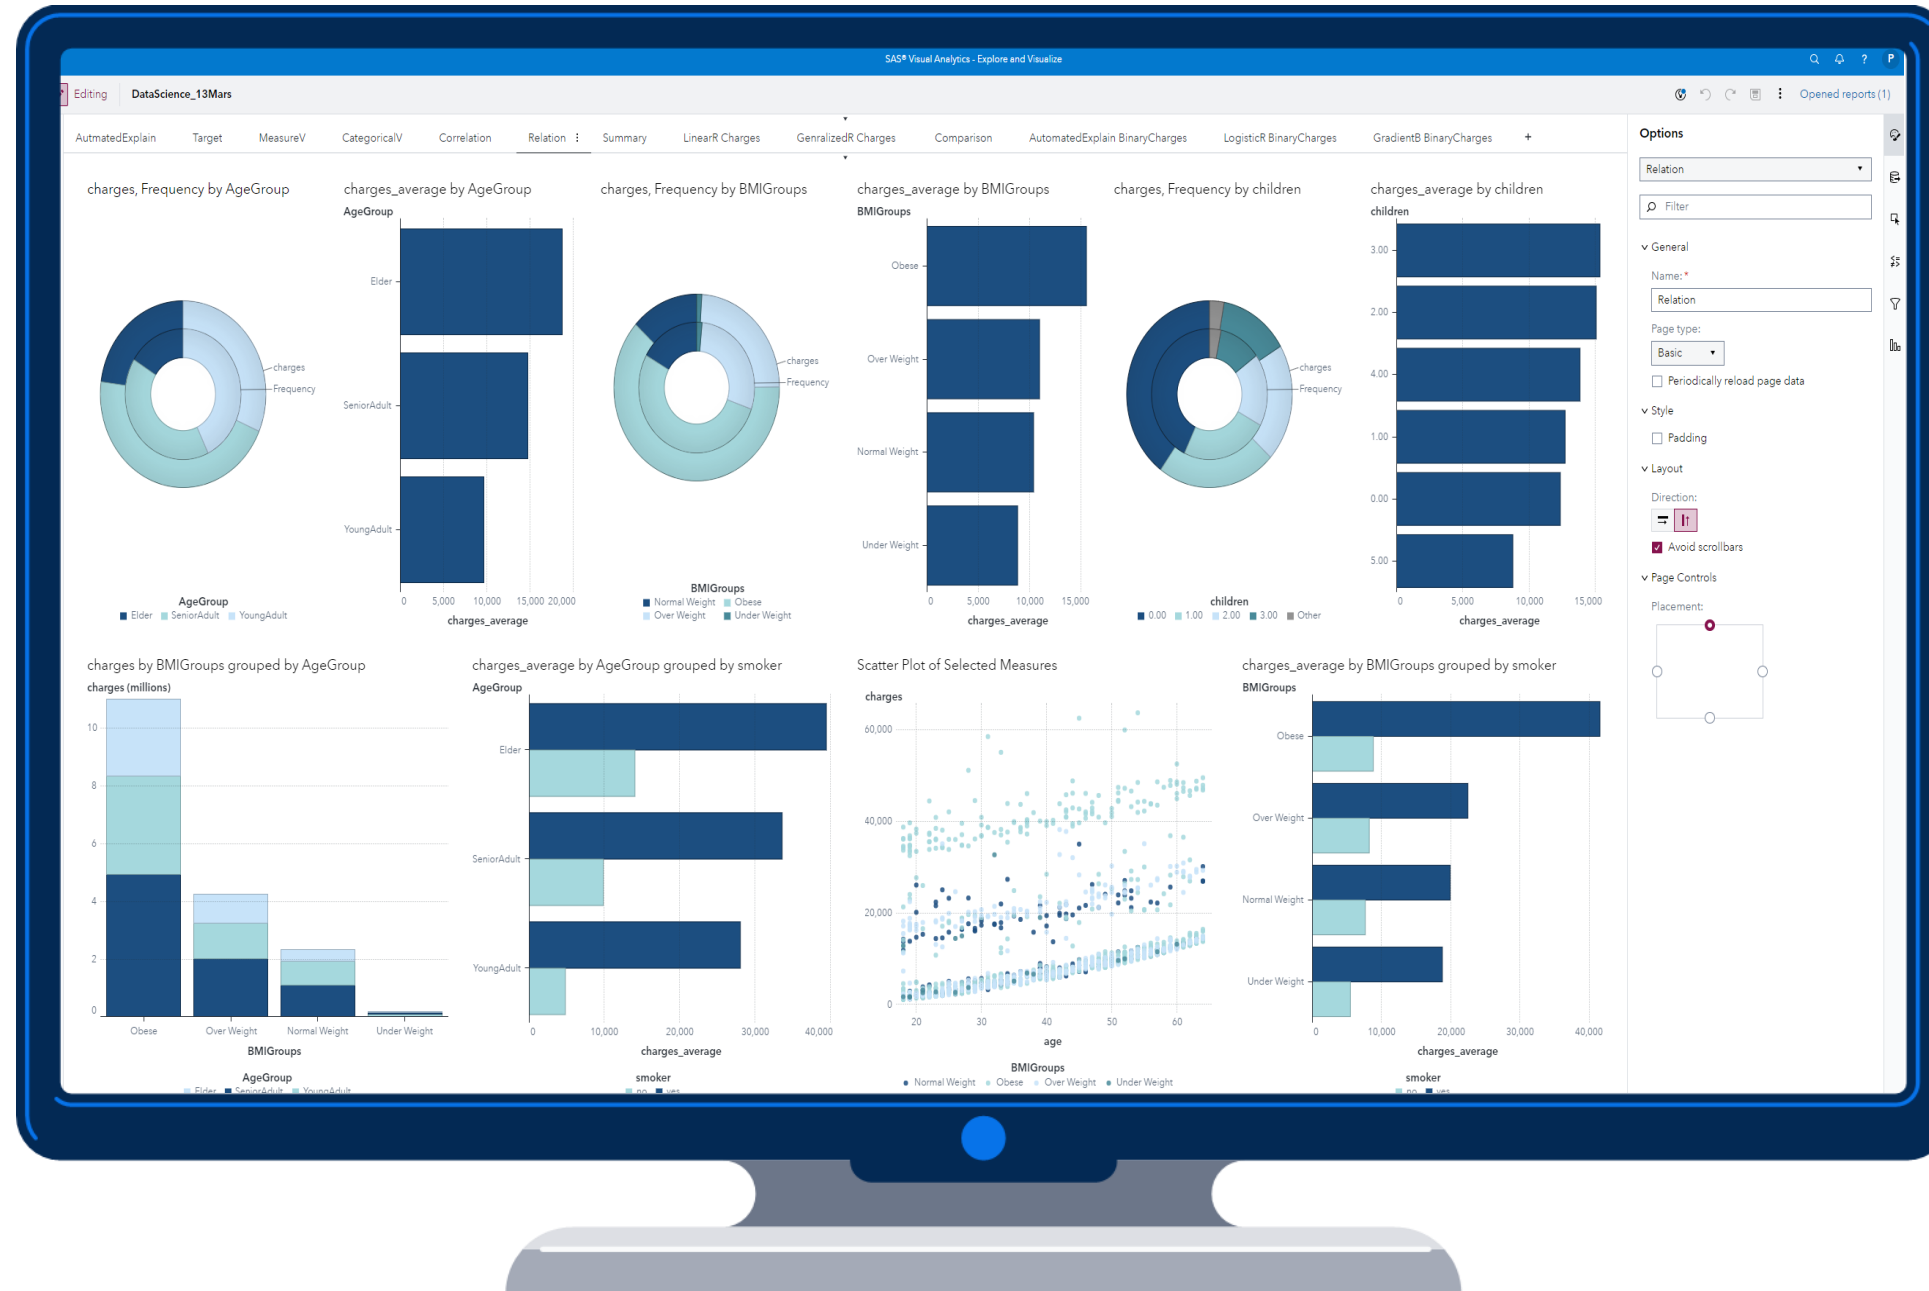 SAS® Visual Analytics - Explore and Visualize
P
Editing
DataScience_13Mars
Opened reports (1)
AutmatedExplain
Target
MeasureV
CategoricalV
Correlation
Relation
Summary
LinearR Charges
GenralizedR Charges
Comparison
AutomatedExplain BinaryCharges
LogisticR BinaryCharges
GradientB BinaryCharges
+
charges, Frequency by AgeGroup
charges
Frequency
AgeGroup
Elder SeniorAdult YoungAdult
charges_average by AgeGroup
AgeGroup
Elder
SeniorAdult
YoungAdult
0 5,000 10,000 15,000 20,000
charges_average
charges, Frequency by BMIGroups
charges
Frequency
BMIGroups
Normal Weight Obese
Over Weight Under Weight
charges_average by BMIGroups
BMIGroups
Obese
Over Weight
Normal Weight
Under Weight
0 5,000 10,000 15,000
charges_average
charges, Frequency by children
charges
Frequency
children
0.00 1.00 2.00 3.00 Other
charges_average by children
children
3.00
2.00
4.00
1.00
0.00
5.00
0 5,000 10,000 15,000
charges_average
charges by BMIGroups grouped by AgeGroup
charges (millions)
10
8
6
4
2
0
Obese Over Weight Normal Weight Under Weight
BMIGroups
AgeGroup
Elder SeniorAdult YoungAdult
charges_average by AgeGroup grouped by smoker
AgeGroup
Elder
SeniorAdult
YoungAdult
0 10,000 20,000 30,000 40,000
charges_average
smoker
no yes
Scatter Plot of Selected Measures
charges
60,000
40,000
20,000
0
20 30 40 50 60
age
BMIGroups
Normal Weight Obese Over Weight Under Weight
charges_average by BMIGroups grouped by smoker
BMIGroups
Obese
Over Weight
Normal Weight
Under Weight
0 10,000 20,000 30,000 40,000
charges_average
smoker
no yes
Options
Relation
Filter
General
Name: *
Relation
Page type:
Basic
Periodically reload page data
Style
Padding
Layout
Direction:
Avoid scrollbars
Page Controls
Placement: